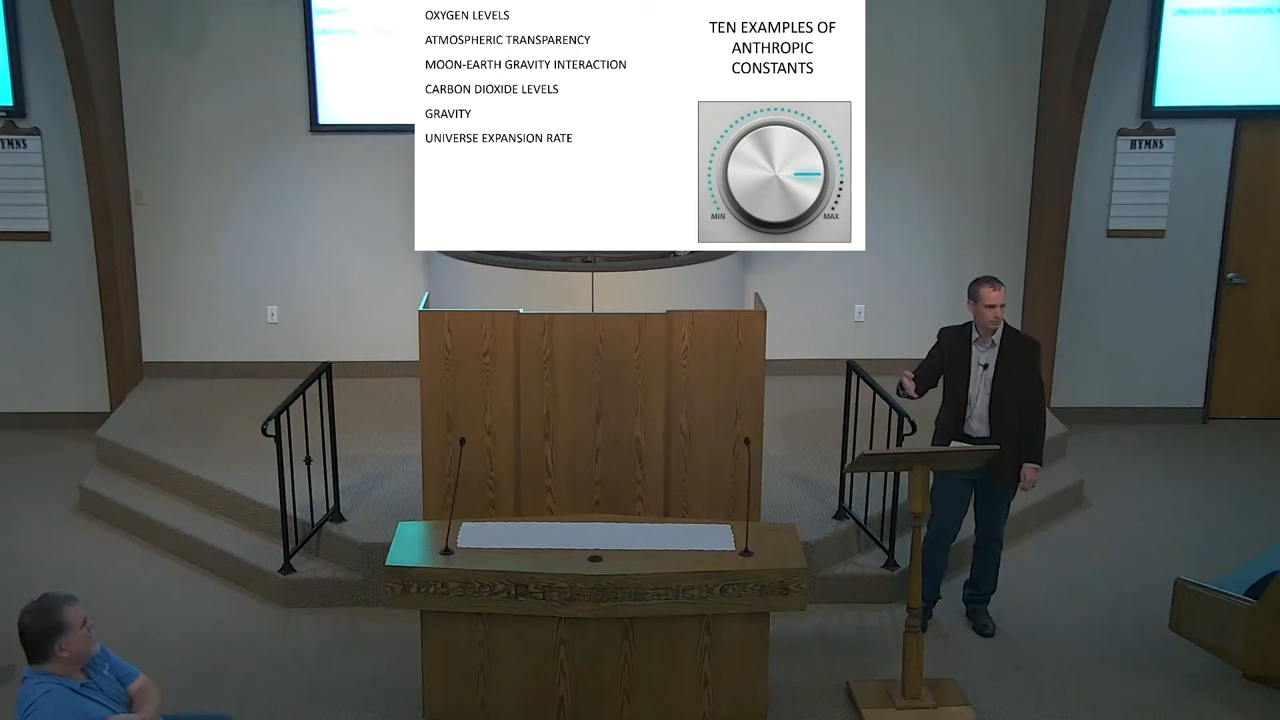 OXYGEN LEVELS
ATMOSPHERIC TRANSPARENCY
MOON-EARTH GRAVITY INTERACTION
CARBON DIOXIDE LEVELS
GRAVITY
UNIVERSE EXPANSION RATE
TEN EXAMPLES OF
ANTHROPIC
CONSTANTS
MIN
MAX
HYMNS